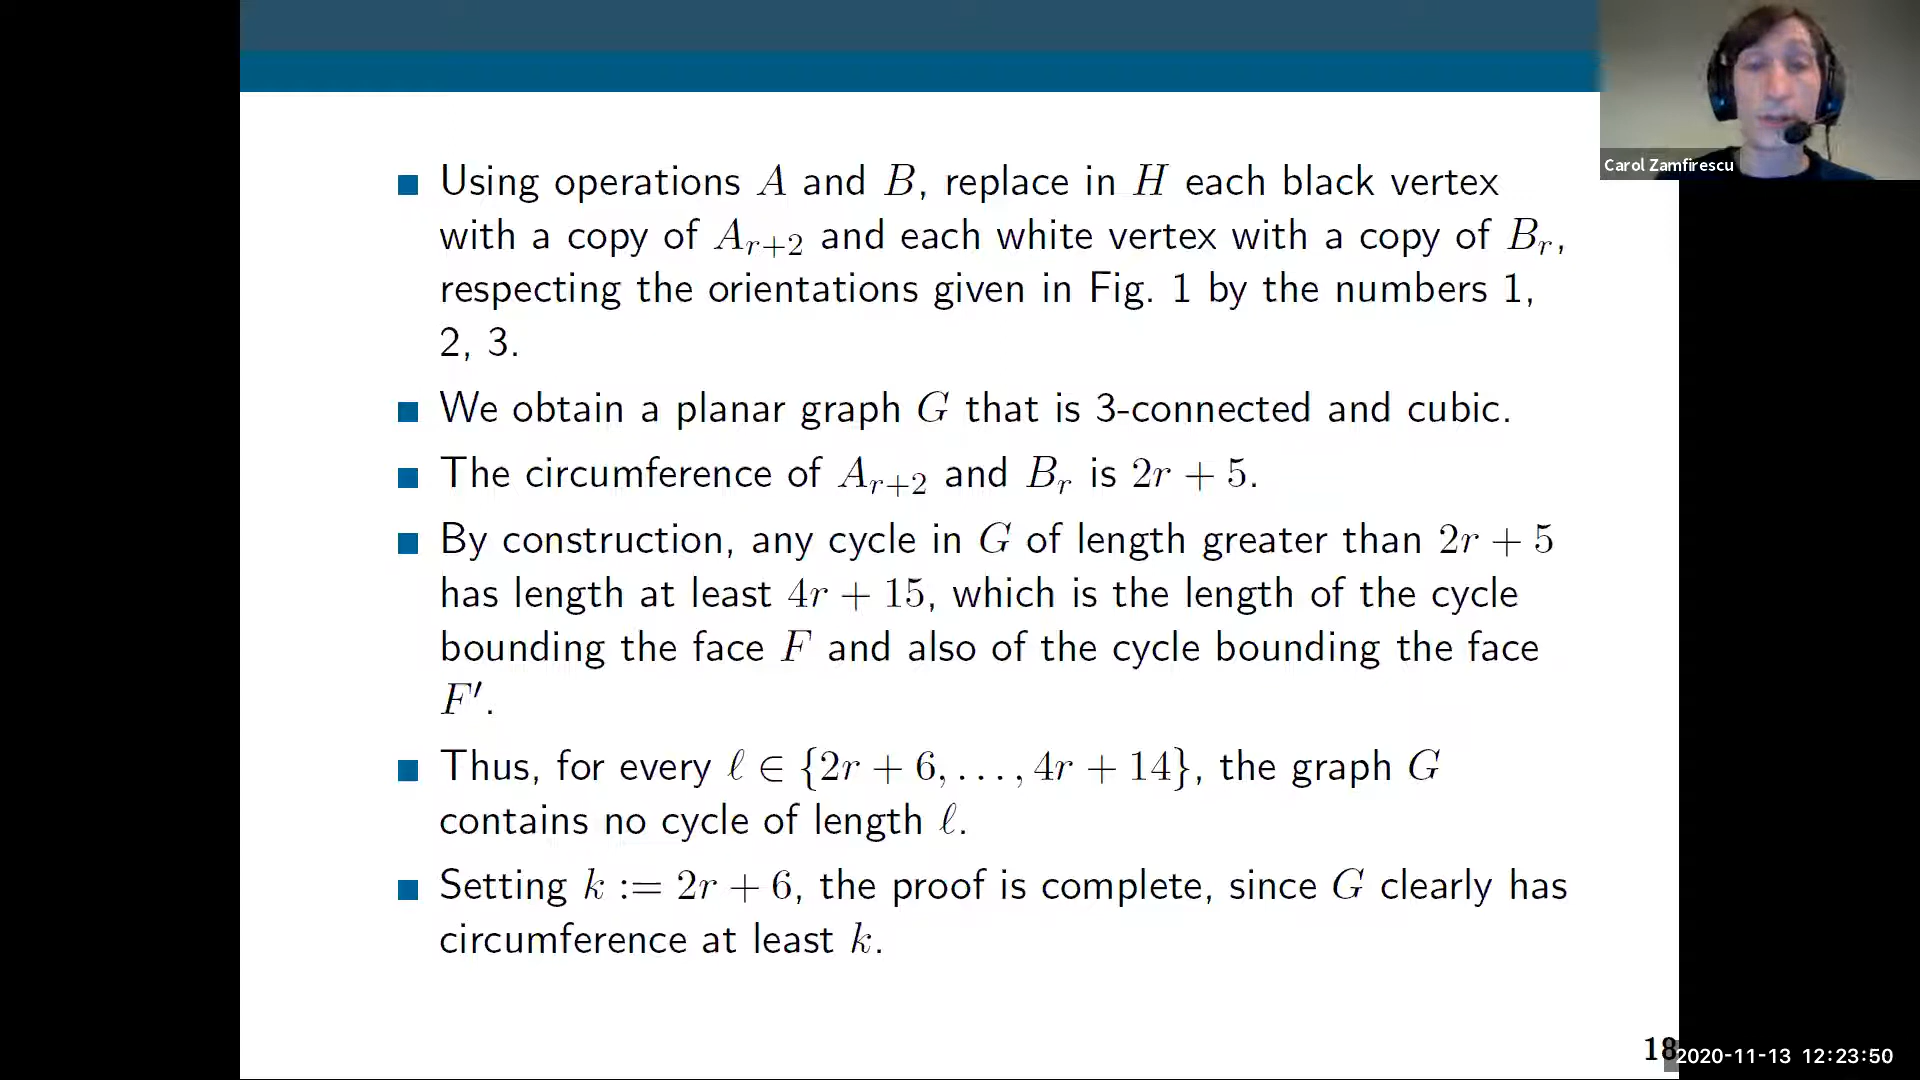 Carol Zamfirescu
Using operations A and B, replace in H each black vertex
with a copy of A_{r+2} and each white vertex with a copy of B_r,
respecting the orientations given in Fig. 1 by the numbers 1,
2, 3.
We obtain a planar graph G that is 3-connected and cubic.
The circumference of A_{r+2} and B_r is 2r + 5.
By construction, any cycle in G of length greater than 2r + 5
has length at least 4r + 15, which is the length of the cycle
bounding the face F and also of the cycle bounding the face
F′.
Thus, for every ℓ ∈ {2r + 6, . . . , 4r + 14}, the graph G
contains no cycle of length ℓ.
Setting k := 2r + 6, the proof is complete, since G clearly has
circumference at least k.
18
2020-11-13 12:23:50